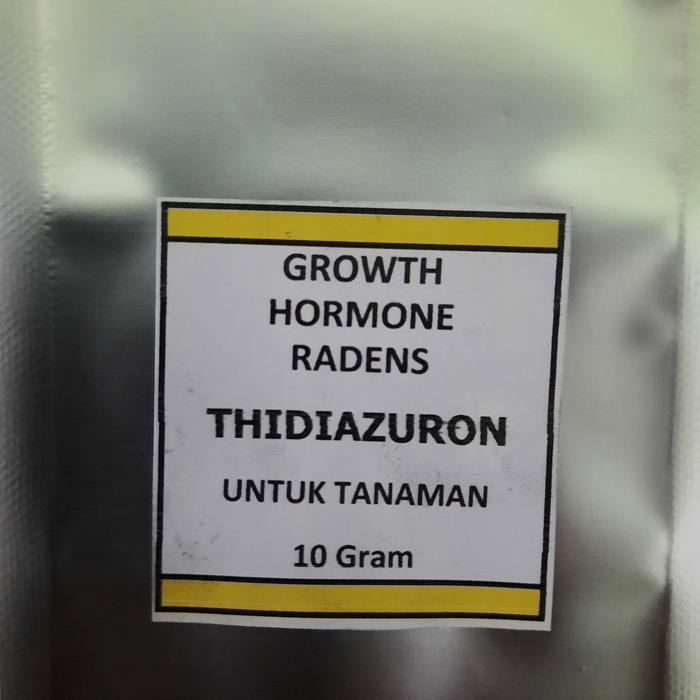 GROWTH
HORMONE
RADENS
THIDIAZURON
UNTUK TANAMAN
10 Gram